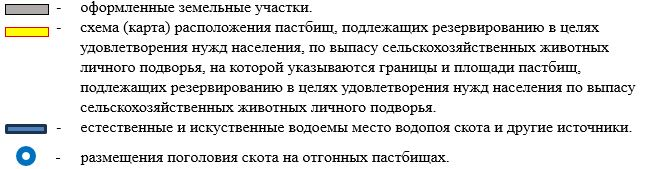 - оформленные земельные участки.
- схема (карта) расположения пастбищ, подлежащих резервированию в целях
удовлетворения нужд населения, по выпасу сельскохозяйственных животных
личного подворья, на которой указываются границы и площади пастбищ,
подлежащих резервированию в целях удовлетворения нужд населения по выпасу
сельскохозяйственных животных личного подворья.
- естественные и искуственные водоемы место водопоя скота и другие источники.
- размещения поголовия скота на отгонных пастбищах.